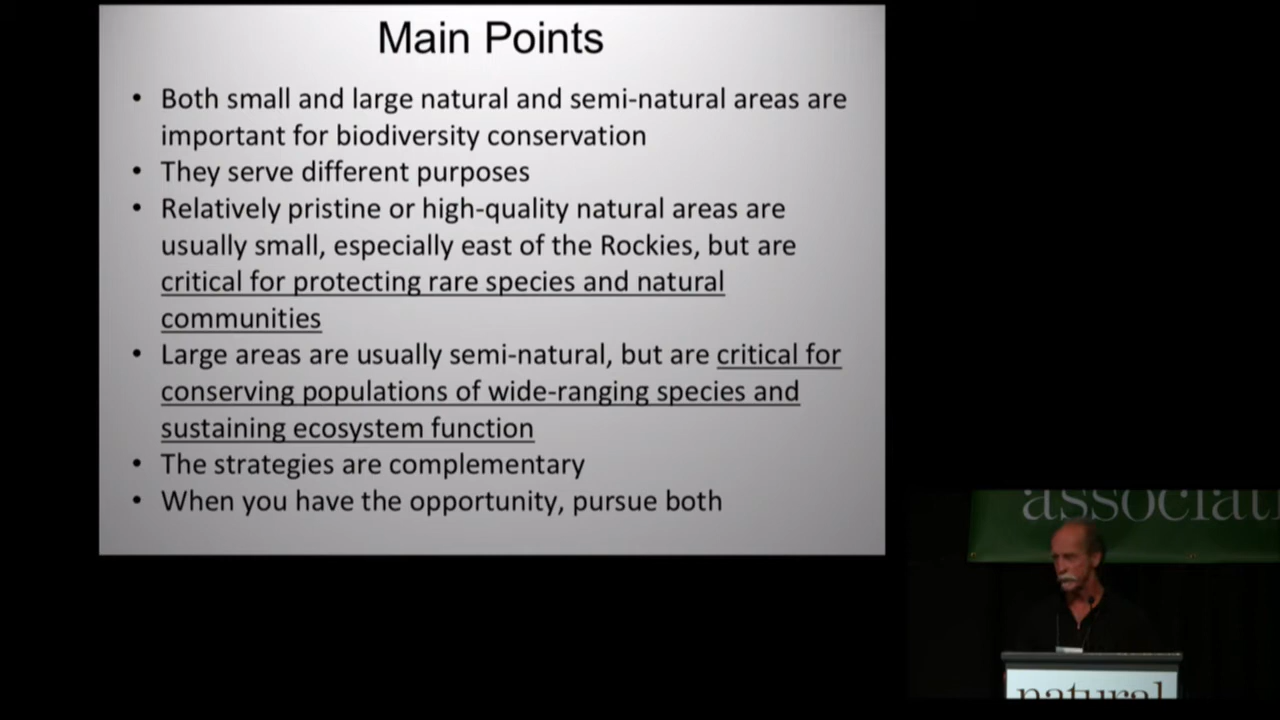 Main Points
• Both small and large natural and semi-natural areas are
important for biodiversity conservation
• They serve different purposes
• Relatively pristine or high-quality natural areas are
usually small, especially east of the Rockies, but are
critical for protecting rare species and natural
communities
• Large areas are usually semi-natural, but are critical for
conserving populations of wide-ranging species and
sustaining ecosystem function
• The strategies are complementary
• When you have the opportunity, pursue both
associati
natural